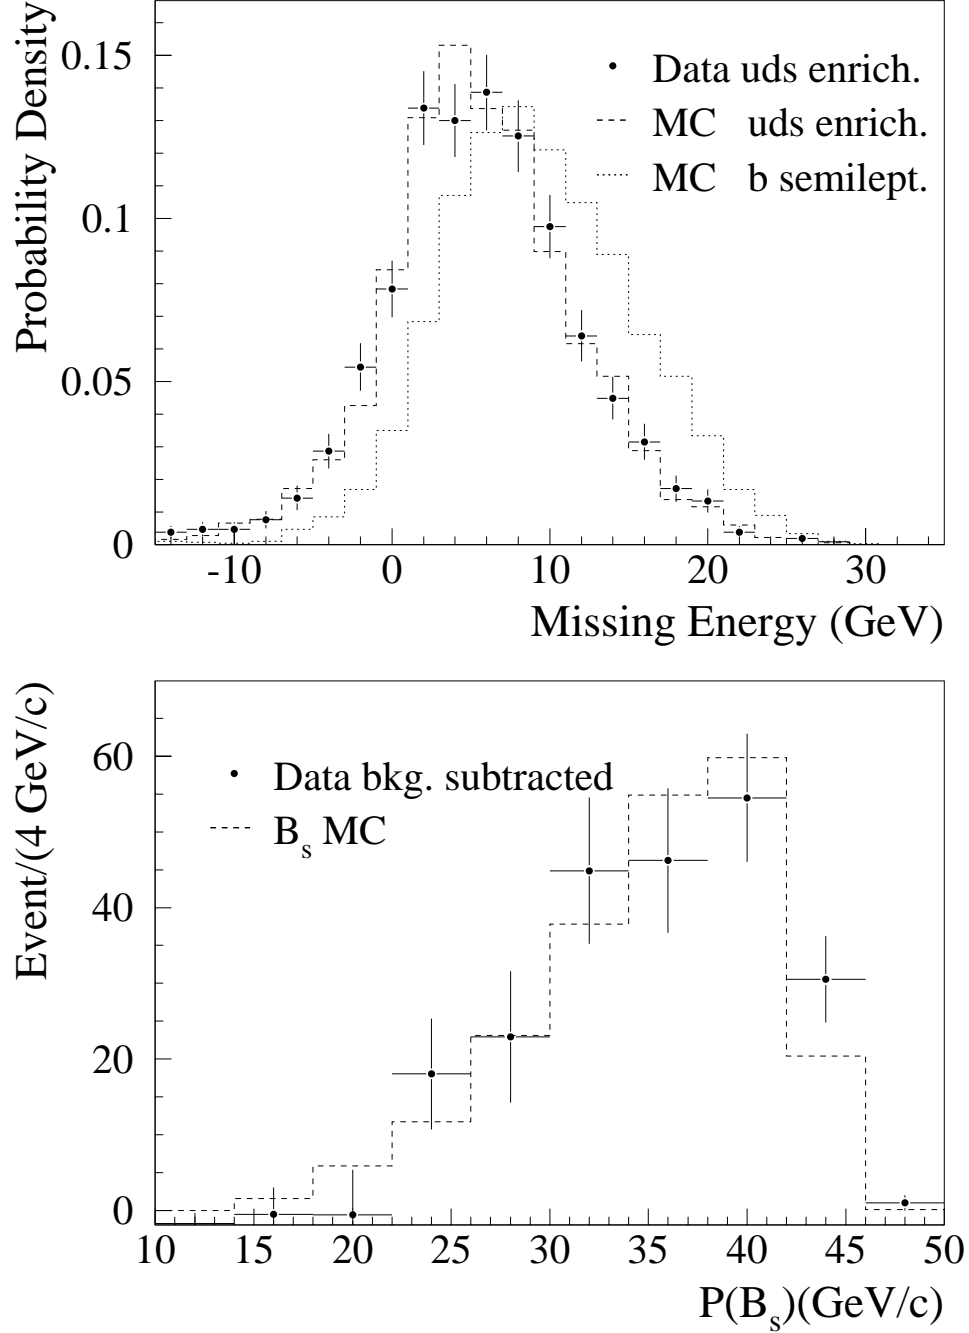 Probability Density
0.15
0.1
0.05
0
Data uds enrich.
MC uds enrich.
MC b semilept.
-10 0 10 20 30
Missing Energy (GeV)
Event/(4 GeV/c)
60
40
20
0
Data bkg. subtracted
Bs MC
10 15 20 25 30 35 40 45 50
P(Bs)(GeV/c)